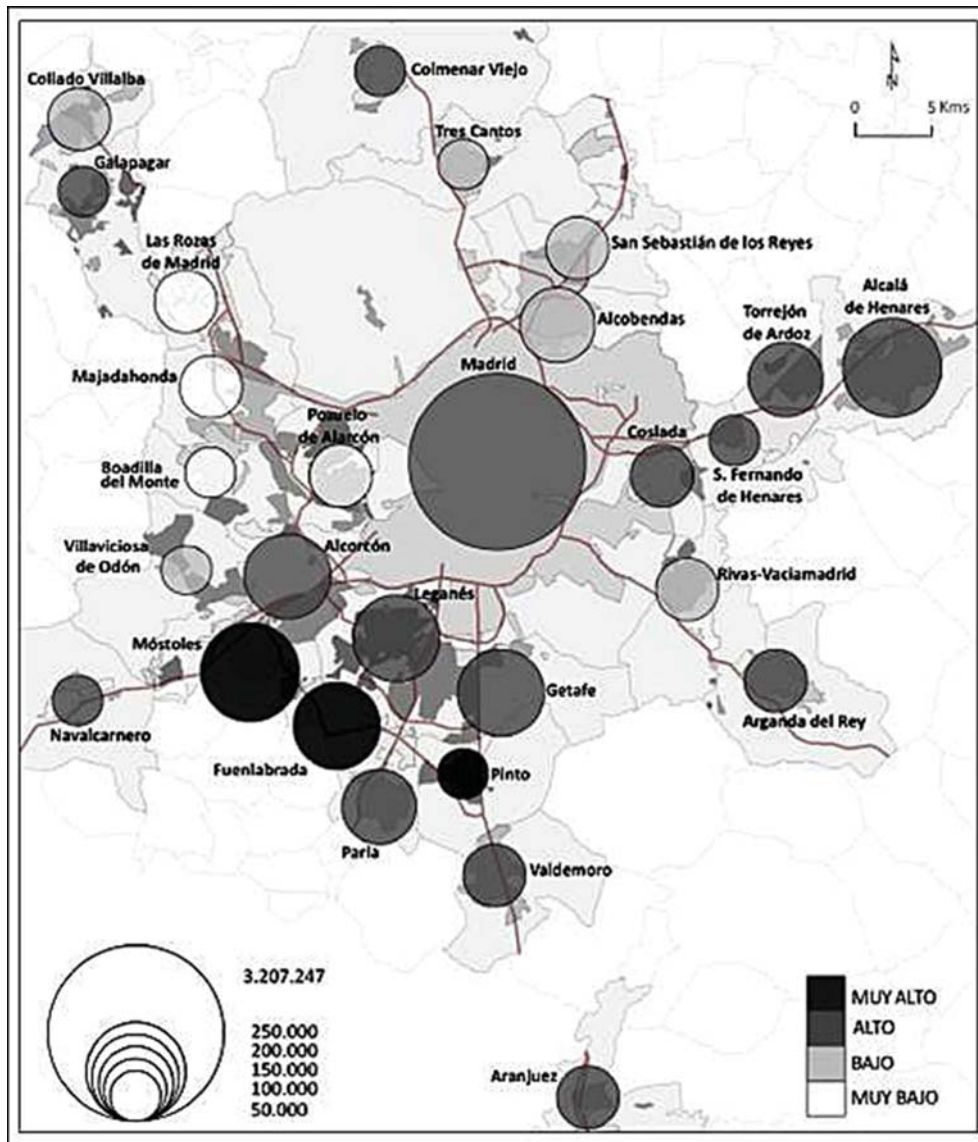 Colmenar Viejo
Collado Villalba
0 5 Kms
Tres Cantos
Galapagar
Las Rozas
de Madrid
San Sebastián de los Reyes
Alcalá
de Henares
Torrejón
de Ardoz
Alcobendas
Madrid
Majadahonda
Pozuelo
de Alarcón
Coslada
Boadilla
del Monte
S. Fernando
de Henares
Villaviciosa
de Odón
Alcorcón
Rivas-Vaciamadrid
Leganés
Móstoles
Getafe
Navalcarnero
Arganda del Rey
Fuenlabrada
Pinto
Parla
Valdemoro
3.207.247
250.000
200.000
150.000
100.000
50.000
MUY ALTO
ALTO
BAJO
MUY BAJO
Aranjuez